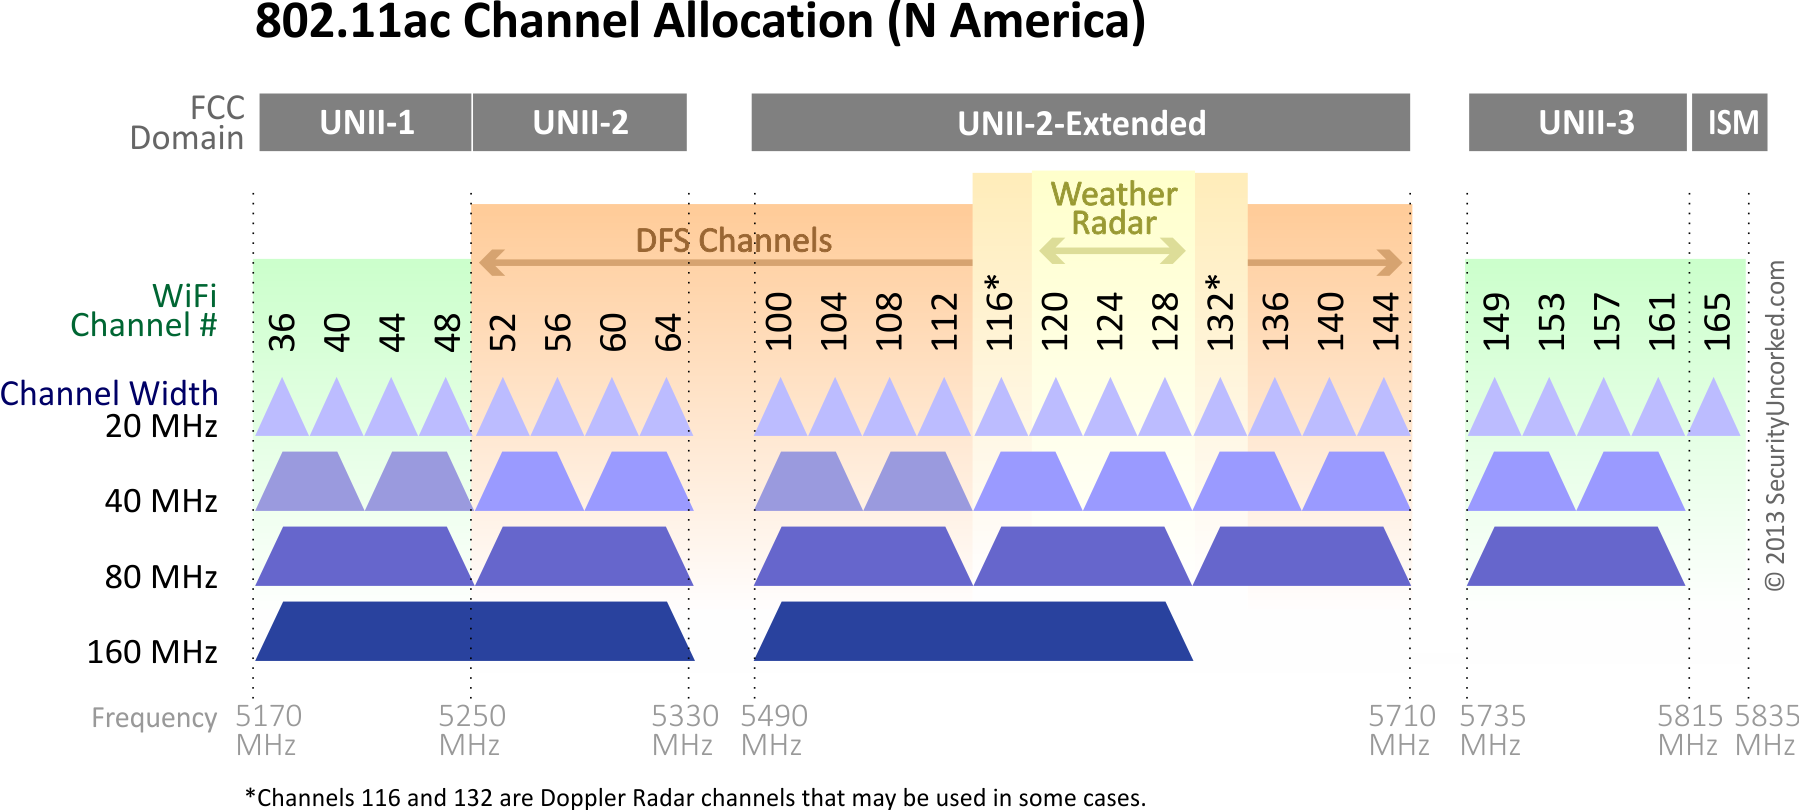 802.11ac Channel Allocation (N America)
FCC
Domain
UNII-1
UNII-2
UNII-2-Extended
UNII-3
ISM
Weather
Radar
DFS Channels
WiFi
Channel #
36
40
44
48
52
56
60
64
100
104
108
112
116*
120
124
128
132*
136
140
144
149
153
157
161
165
Channel Width
20 MHz
40 MHz
80 MHz
160 MHz
Frequency
5170
MHz
5250
MHz
5330
MHz
5490
MHz
5710
MHz
5735
MHz
5815
MHz
5835
MHz
© 2013 SecurityUncorked.com
*Channels 116 and 132 are Doppler Radar channels that may be used in some cases.